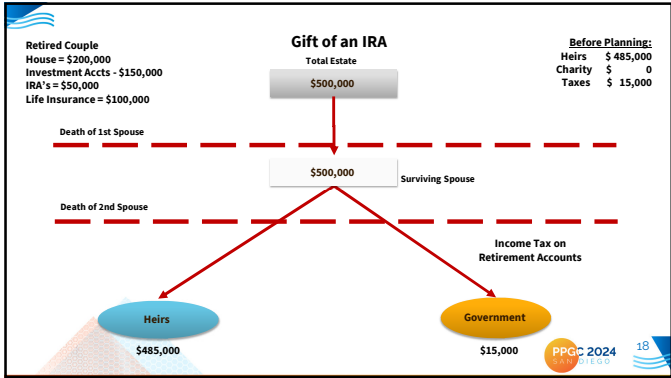 Retired Couple
House = $200,000
Investment Accts - $150,000
IRA's = $50,000
Life Insurance = $100,000
Gift of an IRA
Total Estate
$500,000
Before Planning:
Heirs $ 485,000
Charity $ 0
Taxes $ 15,000
Death of 1st Spouse
$500,000
Surviving Spouse
Death of 2nd Spouse
Income Tax on
Retirement Accounts
Heirs
$485,000
Government
$15,000
PPGC 2024
SAN DIEGO
18